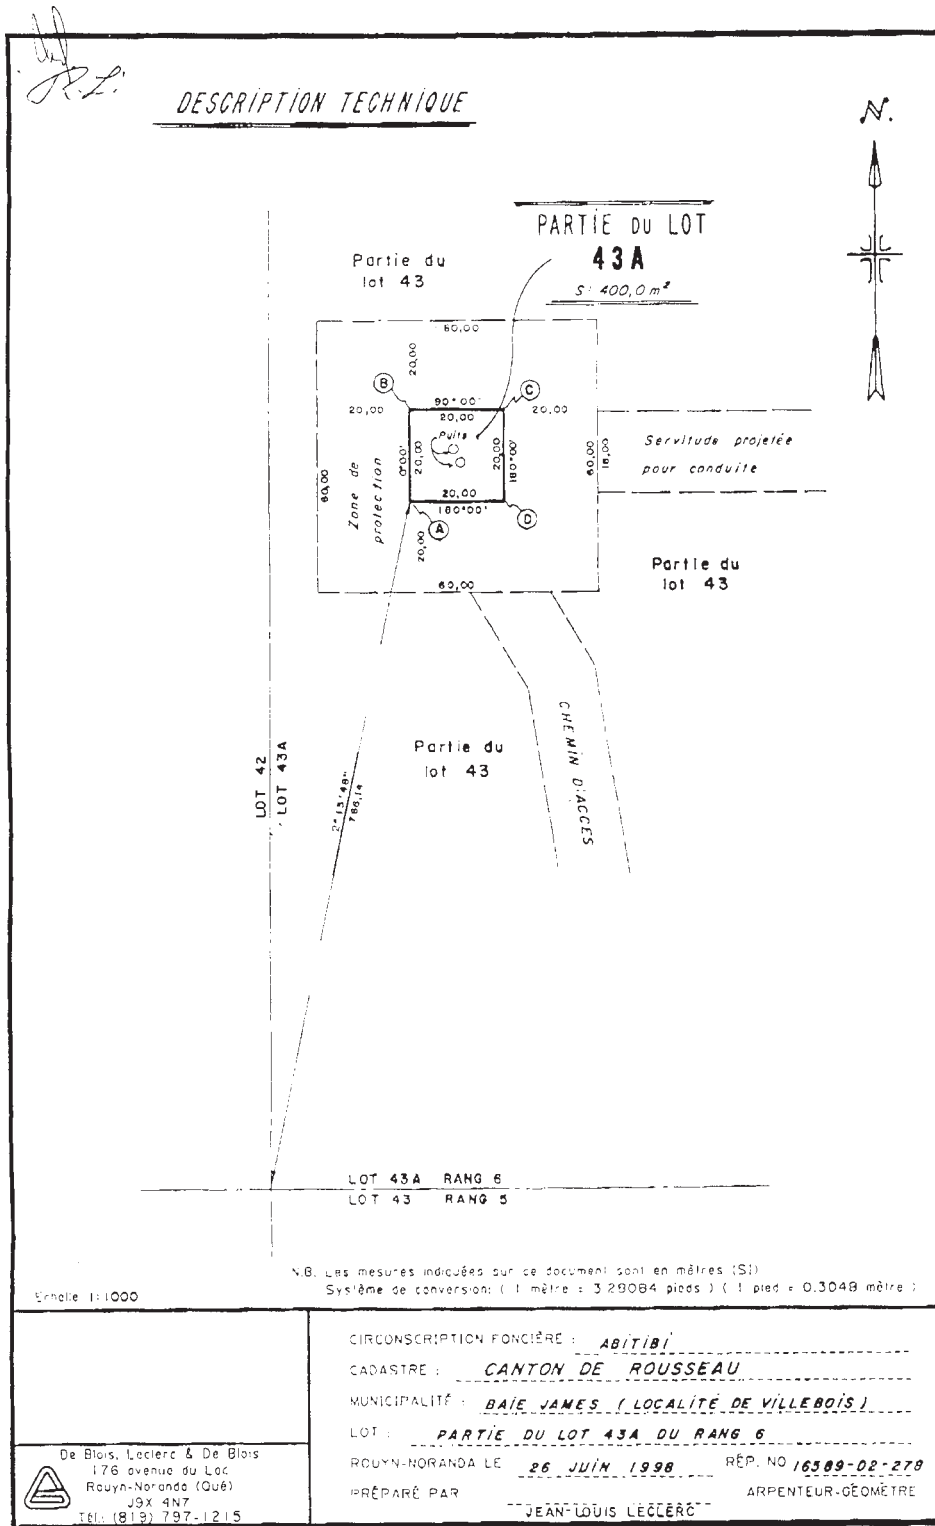 R.L.
DESCRIPTION TECHNIQUE
N.
PARTIE DU LOT
43A
S: 400,0 m²
Partie du
lot 43
60,00
20,00
B
90°00'
C
20,00
20,00
20,00
Puits
Servitude projetée
pour conduite
60,00
Zone de
protection
0°00'
20,00
20,00
180°00'
60,00
18,00
20,00
180°00'
A
D
20,00
60,00
Partie du
lot 43
CHEMIN D'ACCES
Partie du
lot 43
LOT 42
LOT 43A
2°13'48"
786,14
LOT 43A RANG 6
LOT 43 RANG 5
N.B. Les mesures indiquées sur ce document sont en mètres (SI)
Echelle 1:1000
Système de conversion: ( 1 mètre = 3.28084 pieds ) ( 1 pied = 0.3048 mètre )
CIRCONSCRIPTION FONCIÈRE : ABITIBI
CADASTRE : CANTON DE ROUSSEAU
MUNICIPALITÉ : BAIE JAMES ( LOCALITÉ DE VILLEBOIS )
LOT : PARTIE DU LOT 43A DU RANG 6
ROUYN-NORANDA LE 26 JUIN 1998 RÉP. NO 16589-02-278
PRÉPARÉ PAR JEAN-LOUIS LECLERC ARPENTEUR-GÉOMÈTRE
De Blois, Leclerc & De Blois
176 avenue du Lac
Rouyn-Noranda (Qué)
J9X 4N7
Tél.: (819) 797-1215